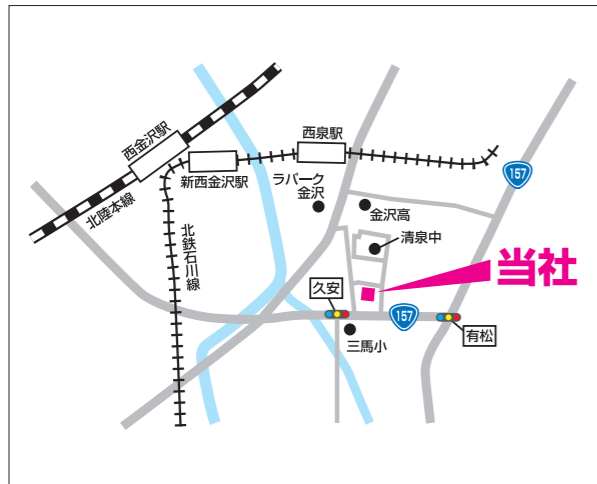 西金沢駅
北陸本線
新西金沢駅
北鉄石川線
西泉駅
ラパーク
金沢
金沢高
清泉中
157
当社
久安
157
有松
三馬小